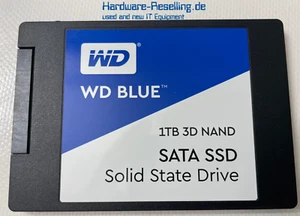 Hardware-Reselling.de
used and new IT Equipment
WD
WD BLUE™
1TB 3D NAND
SATA SSD
Solid State Drive